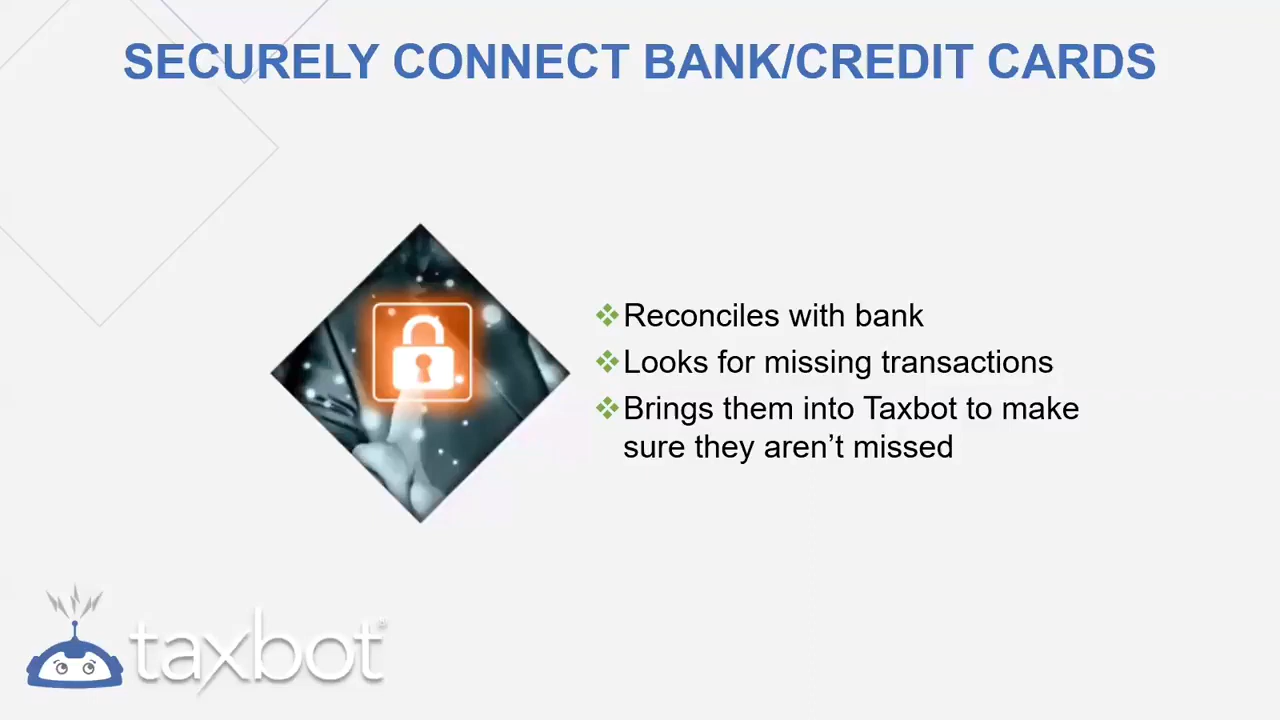 SECURELY CONNECT BANK/CREDIT CARDS
Reconciles with bank
Looks for missing transactions
Brings them into Taxbot to make
sure they aren’t missed
taxbot®